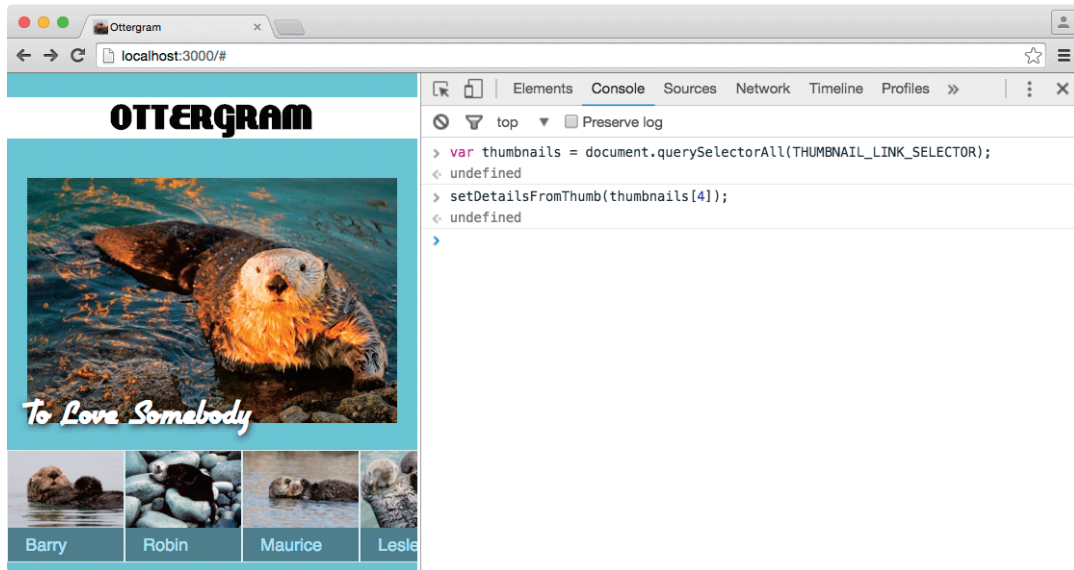 Ottergram
localhost:3000/#
OTTERGRAM
To Love Somebody
Barry Robin Maurice Lesle
Elements Console Sources Network Timeline Profiles »
top ▼ Preserve log
> var thumbnails = document.querySelectorAll(THUMBNAIL_LINK_SELECTOR);
undefined
> setDetailsFromThumb(thumbnails[4]);
undefined
>